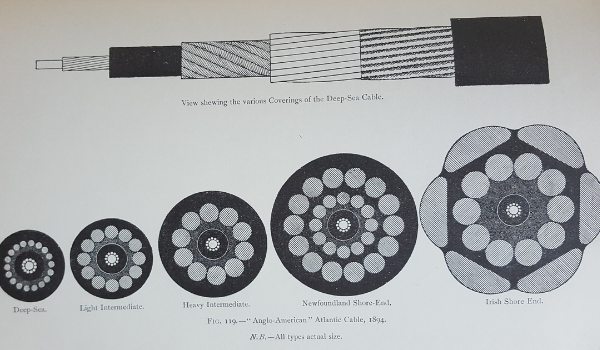 View shewing the various Coverings of the Deep-Sea Cable.
Deep-Sea.
Light Intermediate.
Heavy Intermediate.
Newfoundland Shore-End.
Irish Shore-End.
FIG. 119.—"Anglo-American" Atlantic Cable, 1894.
N.B.—All types actual size.